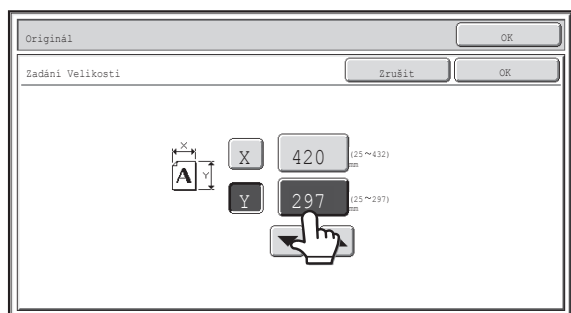 Originál OK
Zadání Velikosti Zrušit OK
X
A Y
X 420 (25~432)
mm
Y 297 (25~297)
mm